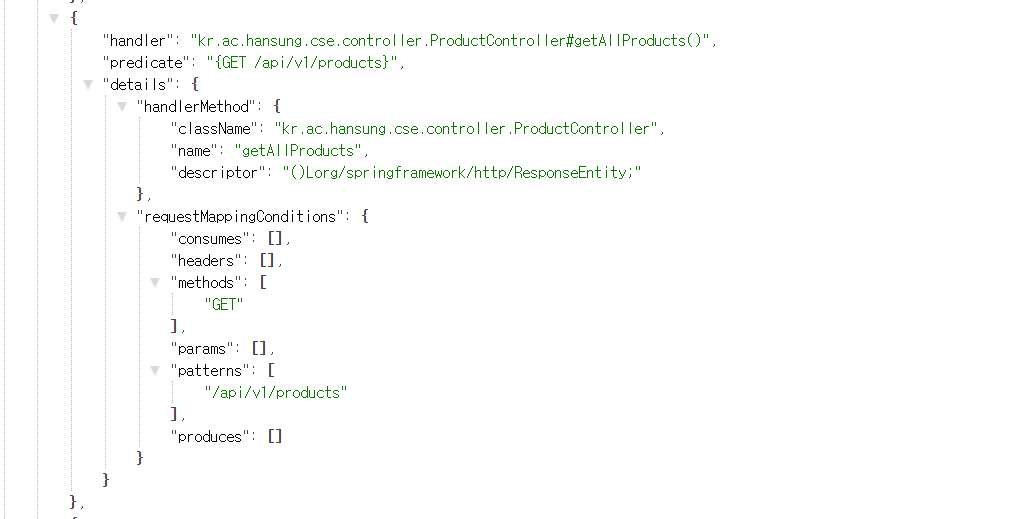 {
"handler": "kr.ac.hansung.cse.controller.ProductController#getAllProducts()",
"predicate": "{GET /api/v1/products}",
"details": {
"handlerMethod": {
"className": "kr.ac.hansung.cse.controller.ProductController",
"name": "getAllProducts",
"descriptor": "()Lorg/springframework/http/ResponseEntity;"
},
"requestMappingConditions": {
"consumes": [],
"headers": [],
"methods": [
"GET"
],
"params": [],
"patterns": [
"/api/v1/products"
],
"produces": []
}
}
},